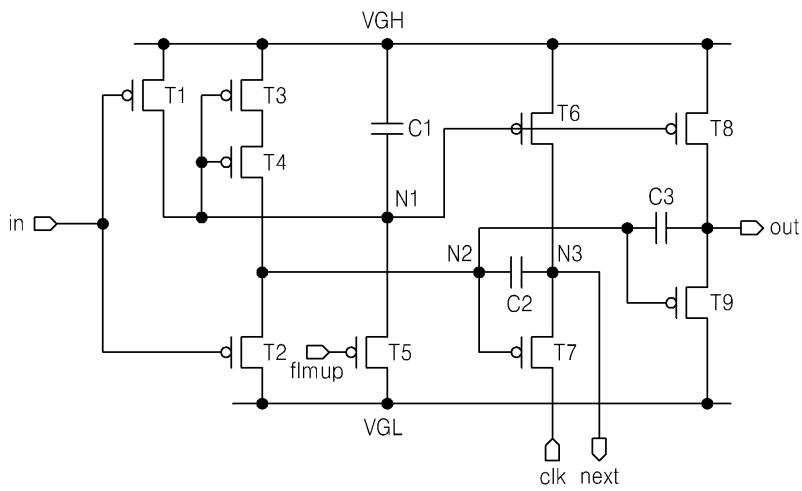 VGH
T1
T3
T6
C1
T8
T4
N1
C3
in
out
N2
N3
C2
T9
T2
flmup
T5
T7
VGL
clk
next